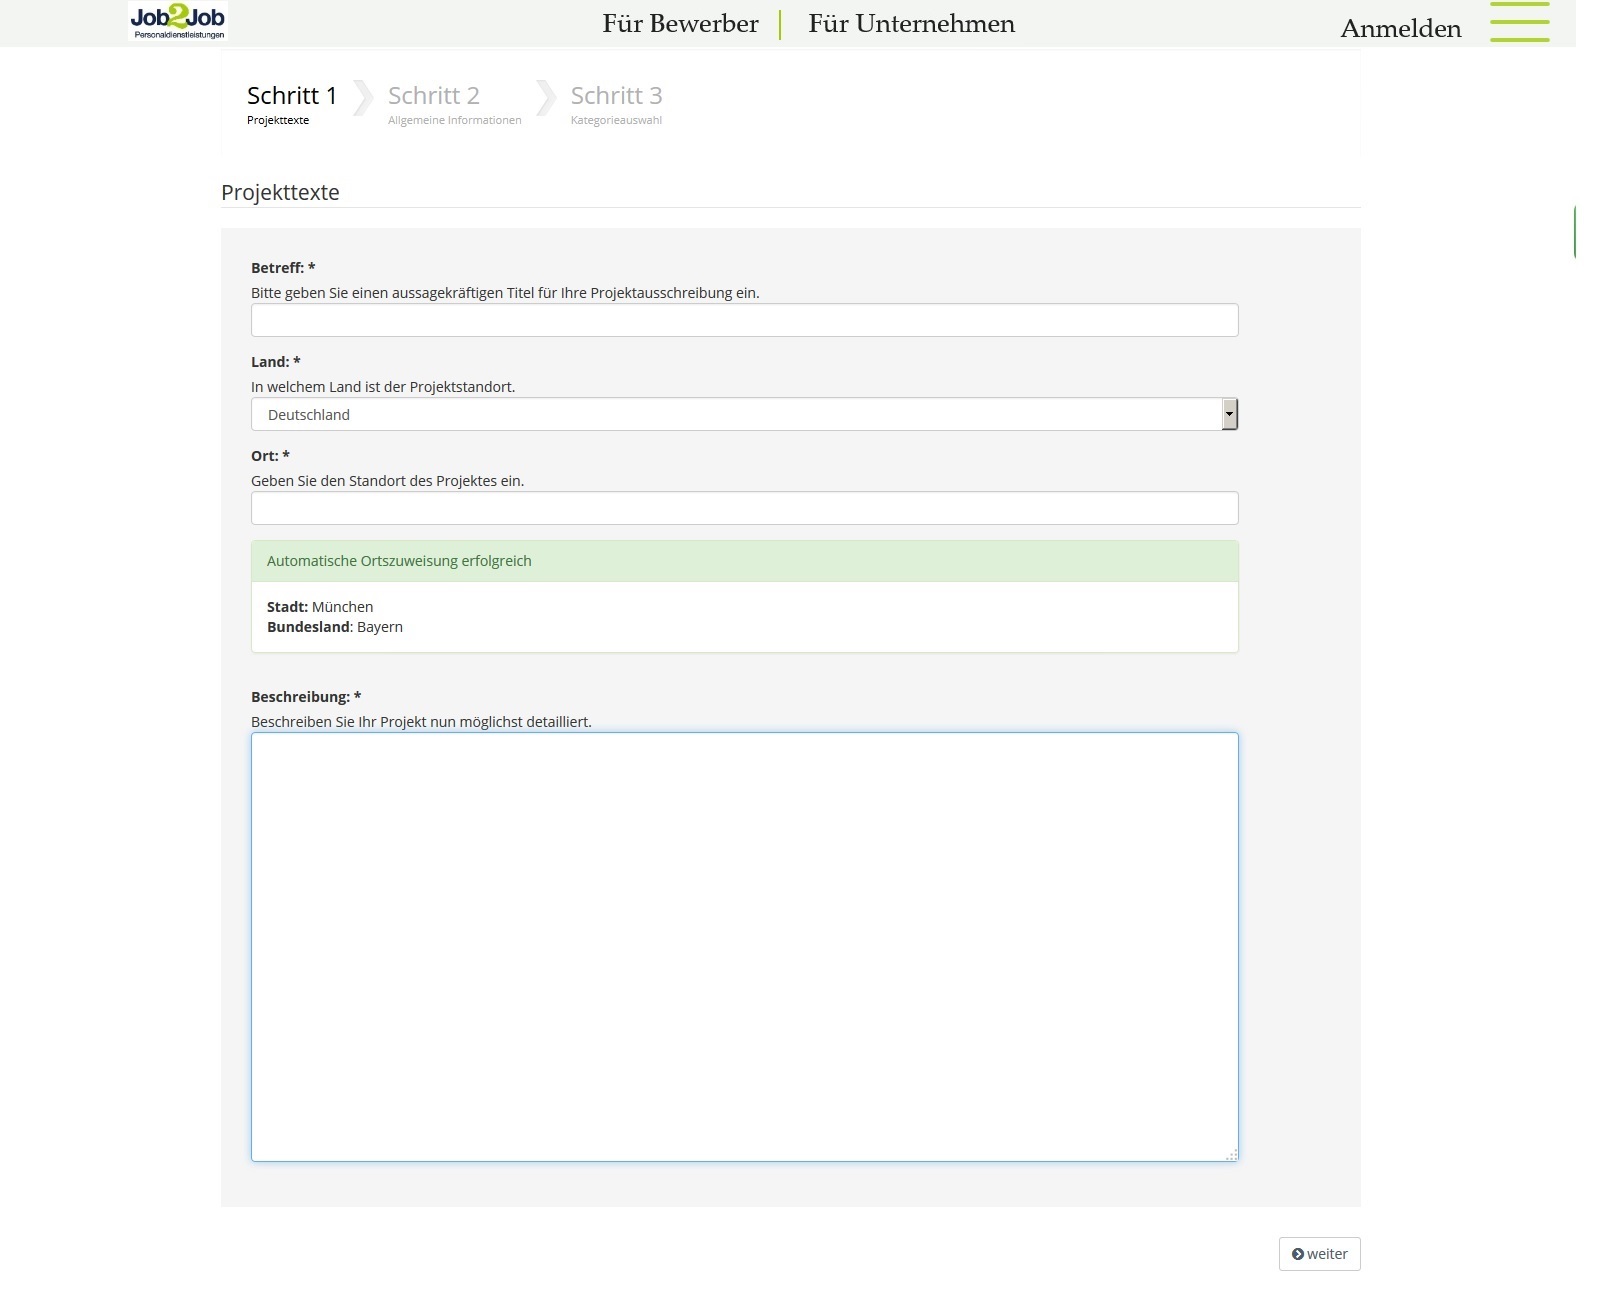 Job2Job
Personaldienstleistungen
Für Bewerber
Für Unternehmen
Anmelden
Schritt 1
Projekttexte
Schritt 2
Allgemeine Informationen
Schritt 3
Kategorieauswahl
Projekttexte
Betreff: *
Bitte geben Sie einen aussagekräftigen Titel für Ihre Projektausschreibung ein.
Land: *
In welchem Land ist der Projektstandort.
Deutschland
Ort: *
Geben Sie den Standort des Projektes ein.
Automatische Ortszuweisung erfolgreich
Stadt: München
Bundesland: Bayern
Beschreibung: *
Beschreiben Sie Ihr Projekt nun möglichst detailliert.
weiter